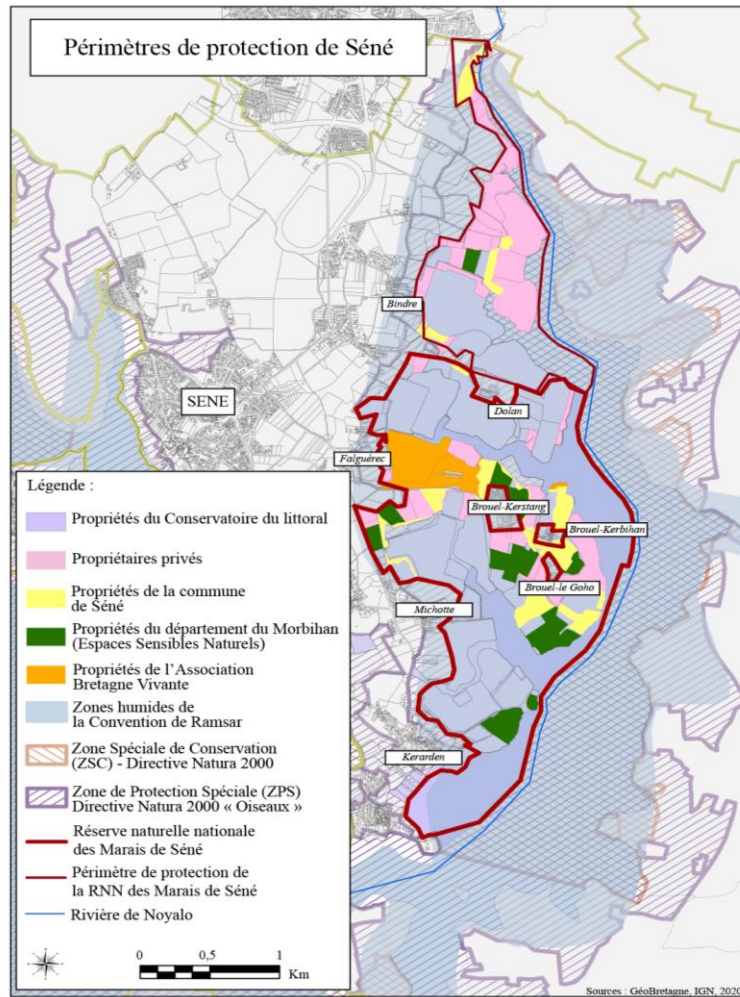 Périmètres de protection de Séné
Bindre
SENE
Dolan
Falguérec
Brouel-Kerstang
Brouel-Kerbihan
Brouel-le Goho
Michotte
Kerarden
Légende :
Propriétés du Conservatoire du littoral
Propriétaires privés
Propriétés de la commune
de Séné
Propriétés du département du Morbihan
(Espaces Sensibles Naturels)
Propriétés de l’Association
Bretagne Vivante
Zones humides de
la Convention de Ramsar
Zone Spéciale de Conservation
(ZSC) - Directive Natura 2000
Zone de Protection Spéciale (ZPS)
Directive Natura 2000 « Oiseaux »
Réserve naturelle nationale
des Marais de Séné
Périmètre de protection de
la RNN des Marais de Séné
Rivière de Noyalo
0 0,5 1
Km
Sources : GéoBretagne, IGN, 2020